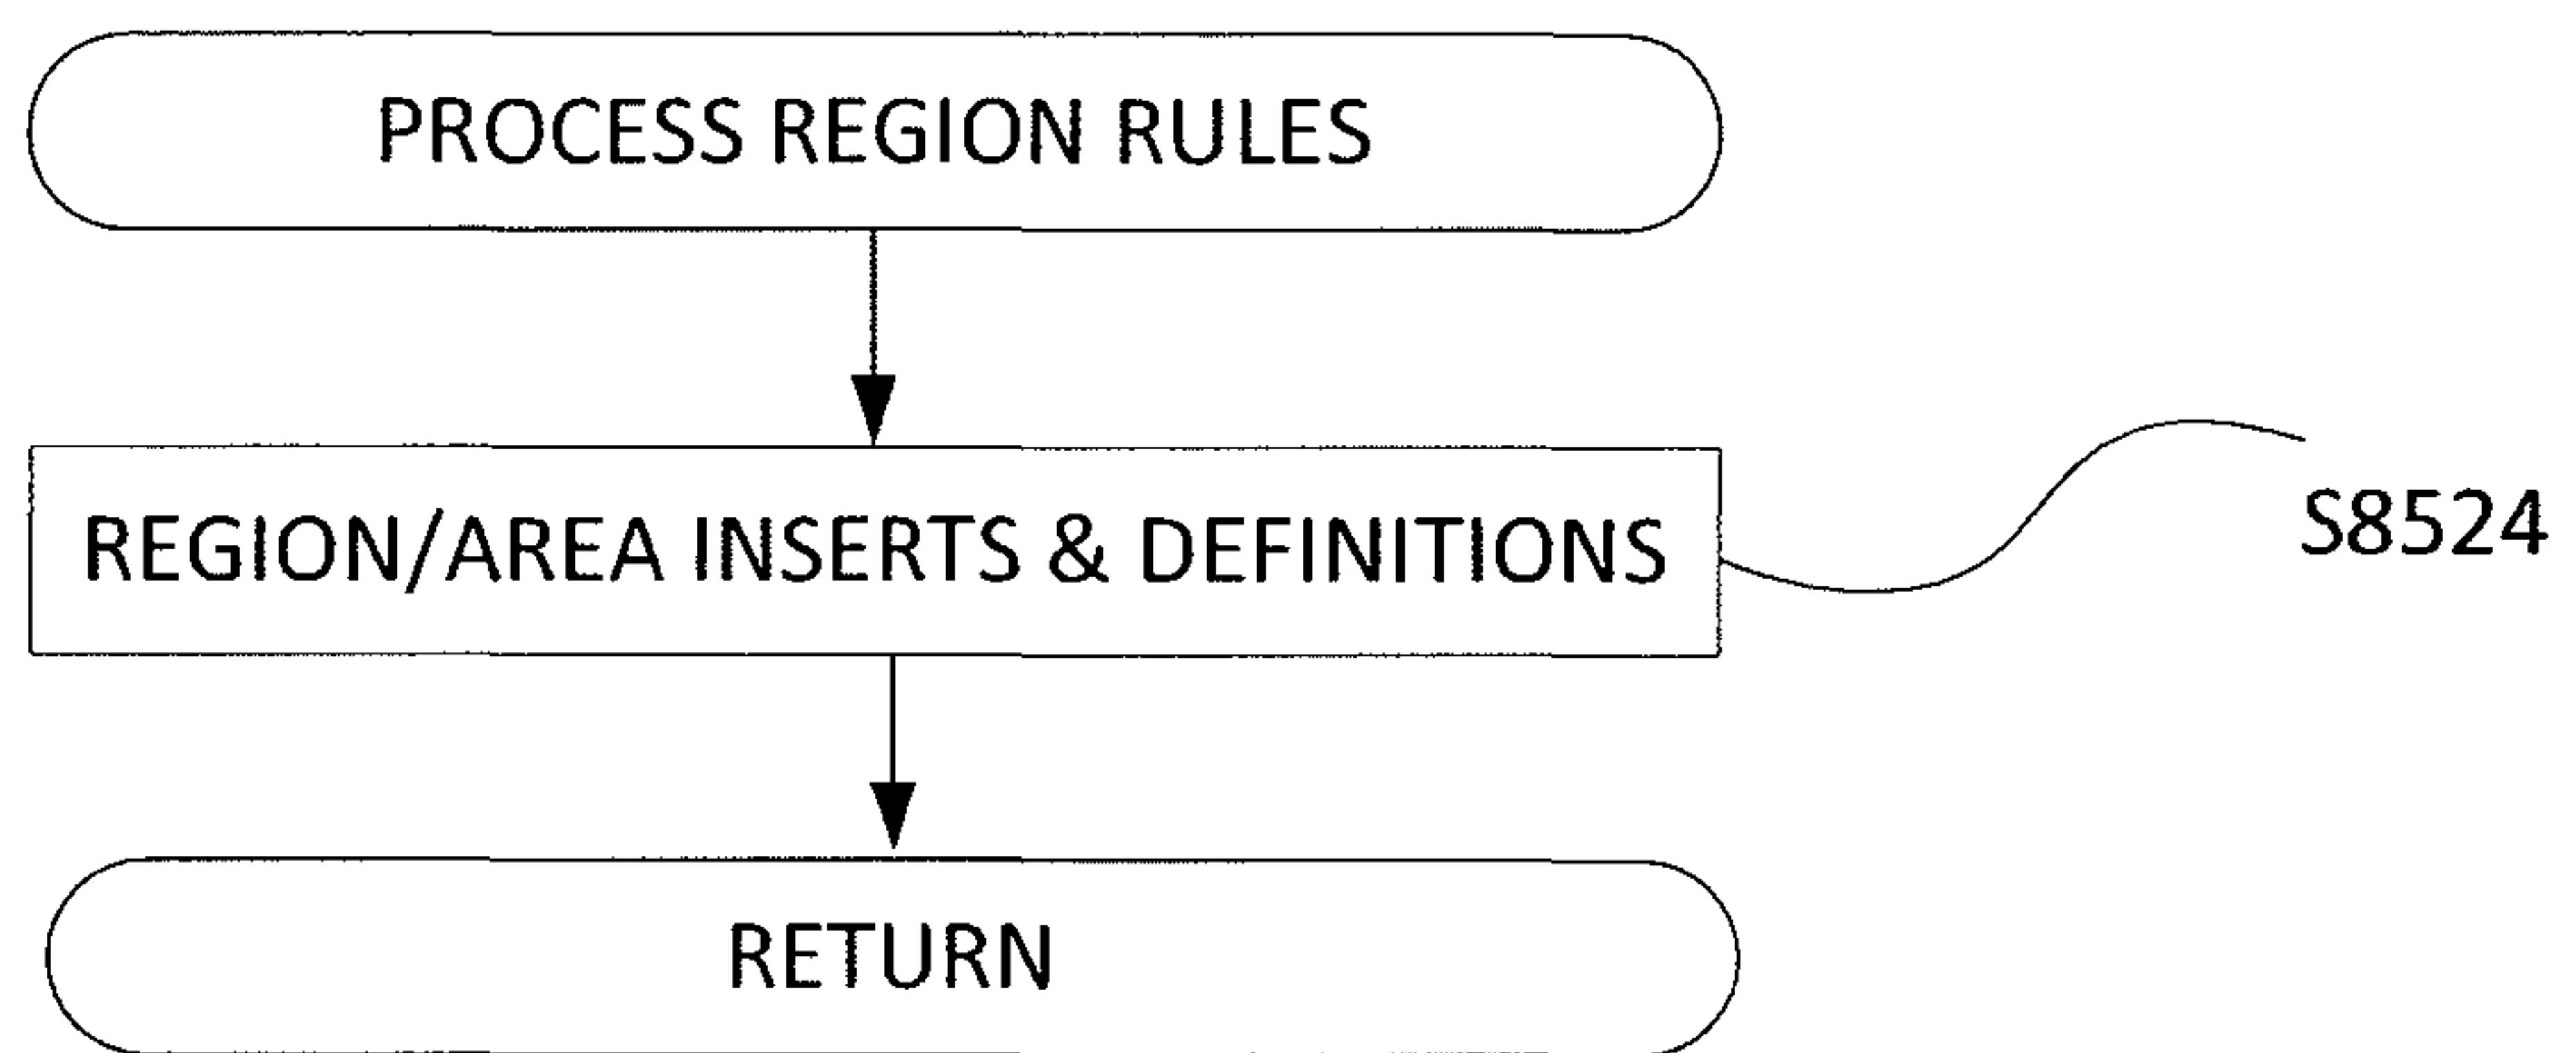 PROCESS REGION RULES
REGION/AREA INSERTS & DEFINITIONS
S8524
RETURN